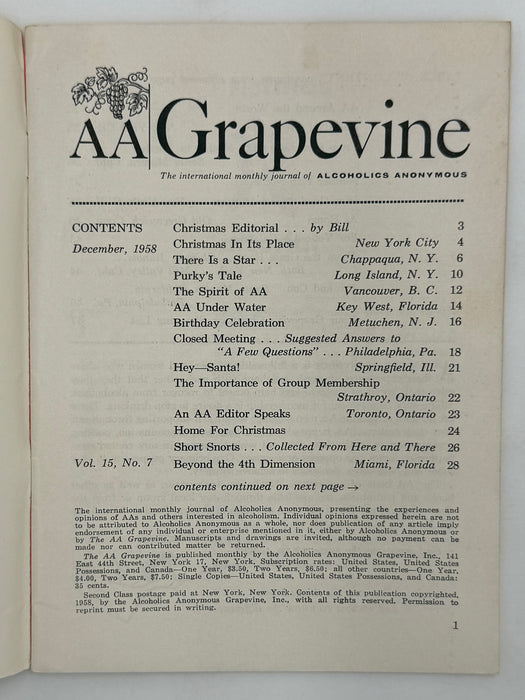 AA Grapevine
The international monthly journal of ALCOHOLICS ANONYMOUS
CONTENTS
December, 1958
Christmas Editorial . . . by Bill 3
Christmas In Its Place New York City 4
There Is a Star . . . Chappaqua, N. Y. 6
Purky's Tale Long Island, N. Y. 10
The Spirit of AA Vancouver, B. C. 12
AA Under Water Key West, Florida 14
Birthday Celebration Metuchen, N. J. 16
Closed Meeting . . . Suggested Answers to
"A Few Questions" . . . Philadelphia, Pa. 18
Hey—Santa! Springfield, Ill. 21
The Importance of Group Membership
Strathroy, Ontario 22
An AA Editor Speaks Toronto, Ontario 23
Home For Christmas 24
Short Snorts . . . Collected From Here and There 26
Vol. 15, No. 7 Beyond the 4th Dimension Miami, Florida 28
contents continued on next page →
The international monthly journal of Alcoholics Anonymous, presenting the experiences and
opinions of AAs and others interested in alcoholism. Individual opinions expressed herein are not
to be attributed to Alcoholics Anonymous as a whole, nor does publication of any article imply
endorsement of any individual or enterprise mentioned in it, either by Alcoholics Anonymous or
by The AA Grapevine. Manuscripts and drawings are invited, although no payment can be
made nor can contributed matter be returned.
The AA Grapevine is published monthly by the Alcoholics Anonymous Grapevine, Inc., 141
East 44th Street, New York 17, New York, Subscription rates: United States, United States
Possessions, and Canada—One Year, $3.50, Two Years, $6.50; all other countries—One Year,
$4.00, Two Years, $7.50; Single Copies—United States, United States Possessions, and Canada:
35 cents.
Second Class postage paid at New York, New York. Contents of this publication copyrighted,
1958, by the Alcoholics Anonymous Grapevine, Inc., with all rights reserved. Permission to
reprint must be secured in writing.
1